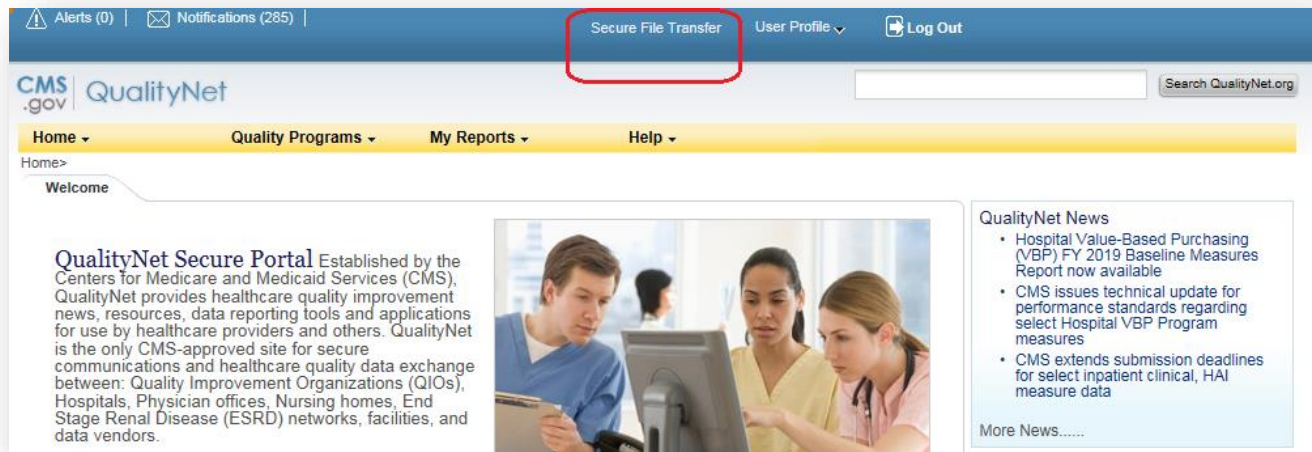 Alerts (0) | Notifications (285) |
Secure File Transfer
User Profile
Log Out
CMS
.gov
QualityNet
Search QualityNet.org
Home
Quality Programs
My Reports
Help
Home>
Welcome
QualityNet Secure Portal Established by the
Centers for Medicare and Medicaid Services (CMS),
QualityNet provides healthcare quality improvement
news, resources, data reporting tools and applications
for use by healthcare providers and others. QualityNet
is the only CMS-approved site for secure
communications and healthcare quality data exchange
between: Quality Improvement Organizations (QIOs),
Hospitals, Physician offices, Nursing homes, End
Stage Renal Disease (ESRD) networks, facilities, and
data vendors.
QualityNet News
• Hospital Value-Based Purchasing
(VBP) FY 2019 Baseline Measures
Report now available
• CMS issues technical update for
performance standards regarding
select Hospital VBP Program
measures
• CMS extends submission deadlines
for select inpatient clinical, HAI
measure data
More News......